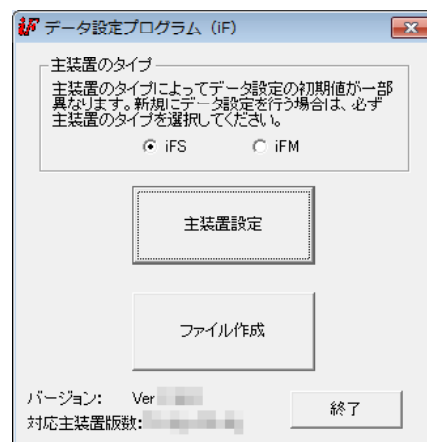 iF データ設定プログラム (iF)
主装置のタイプ
主装置のタイプによってデータ設定の初期値が一部
異なります。新規にデータ設定を行う場合は、必ず
主装置のタイプを選択してください。
iFS iFM
主装置設定
ファイル作成
バージョン: Ver
対応主装置版数:
終了